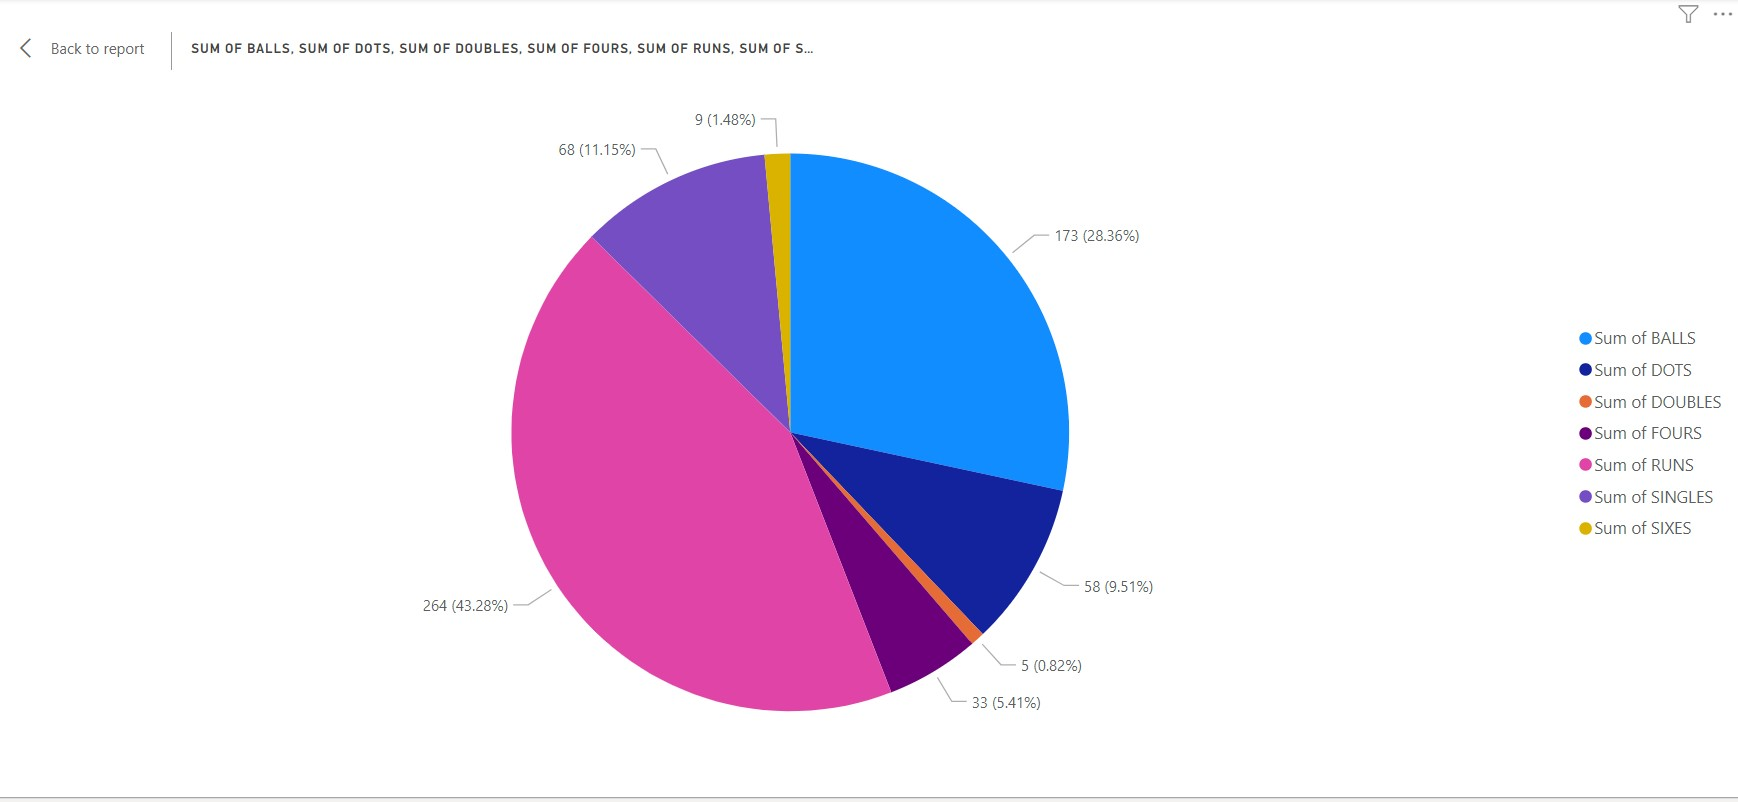 Back to report
SUM OF BALLS, SUM OF DOTS, SUM OF DOUBLES, SUM OF FOURS, SUM OF RUNS, SUM OF S...
9 (1.48%)
68 (11.15%)
173 (28.36%)
264 (43.28%)
58 (9.51%)
5 (0.82%)
33 (5.41%)
Sum of BALLS
Sum of DOTS
Sum of DOUBLES
Sum of FOURS
Sum of RUNS
Sum of SINGLES
Sum of SIXES